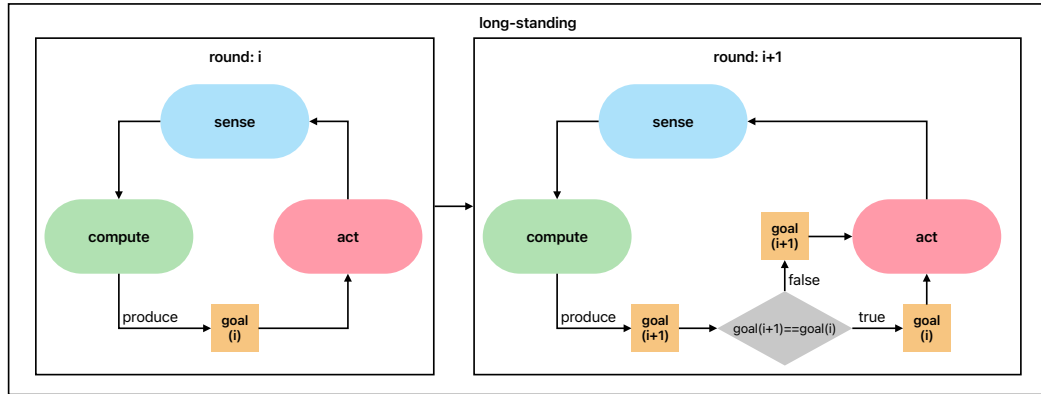 long-standing
round: i
sense
compute
act
produce
goal
(i)
round: i+1
sense
compute
goal
(i+1)
act
false
produce
goal
(i+1)
goal(i+1)==goal(i)
true
goal
(i)